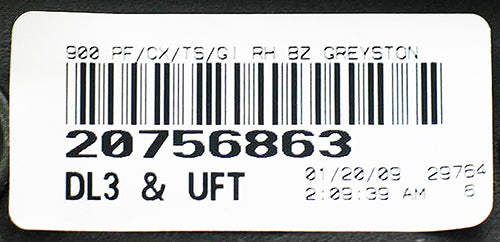 900 PF/CX/TS/GI RH BZ GREYSTON
20756863
DL3 & UFT
01/20/09 29764
2:09:39 AM 6